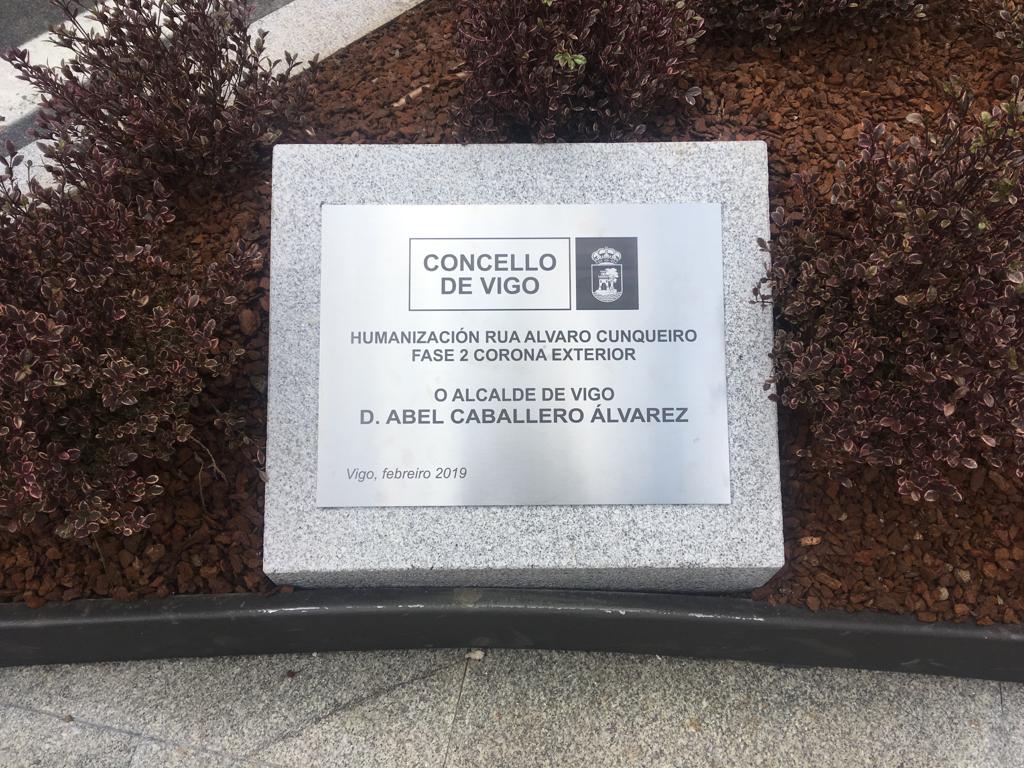 CONCELLO
DE VIGO
HUMANIZACIÓN RUA ALVARO CUNQUEIRO
FASE 2 CORONA EXTERIOR
O ALCALDE DE VIGO
D. ABEL CABALLERO ÁLVAREZ
Vigo, febreiro 2019